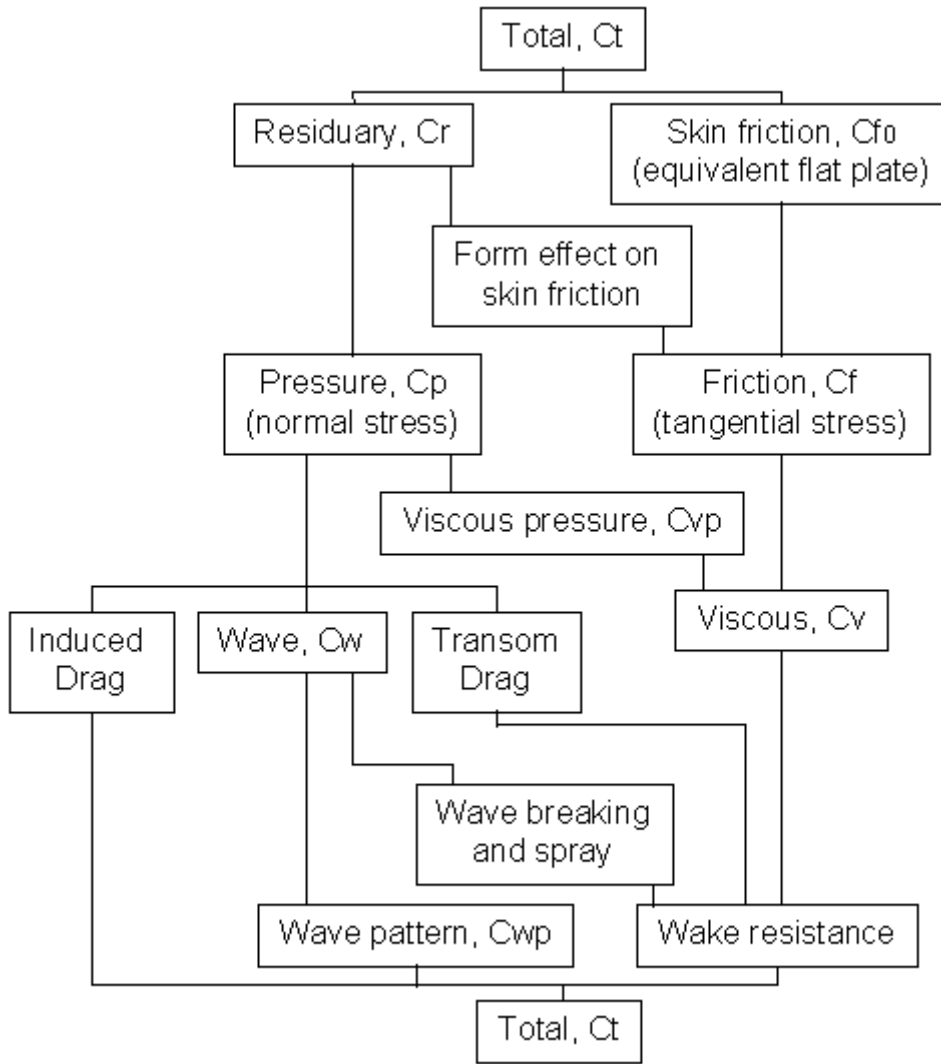 Total, Ct
Residuary, Cr
Skin friction, Cf0
(equivalent flat plate)
Form effect on
skin friction
Pressure, Cp
(normal stress)
Friction, Cf
(tangential stress)
Viscous pressure, Cvp
Induced
Drag
Wave, Cw
Transom
Drag
Viscous, Cv
Wave breaking
and spray
Wave pattern, Cwp
Wake resistance
Total, Ct